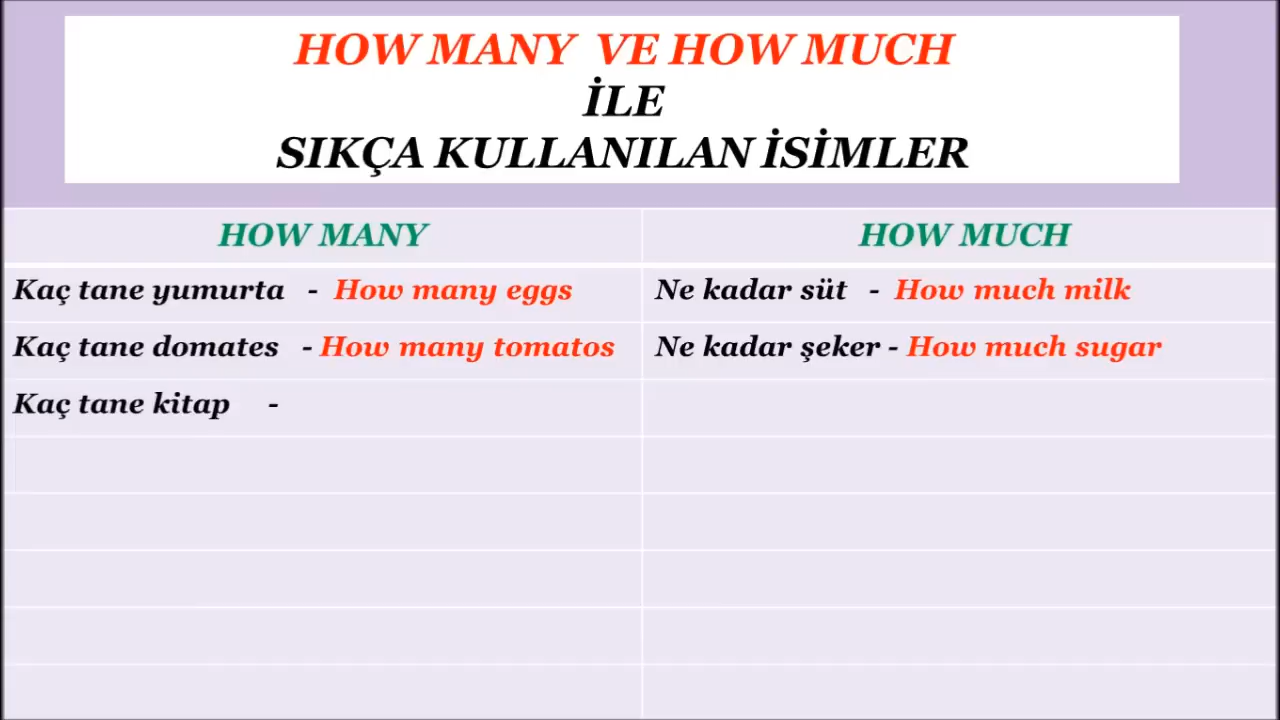 HOW MANY VE HOW MUCH
İLE
SIKÇA KULLANILAN İSİMLER
HOW MANY HOW MUCH
Kaç tane yumurta - How many eggs Ne kadar süt - How much milk
Kaç tane domates - How many tomatos Ne kadar şeker - How much sugar
Kaç tane kitap -